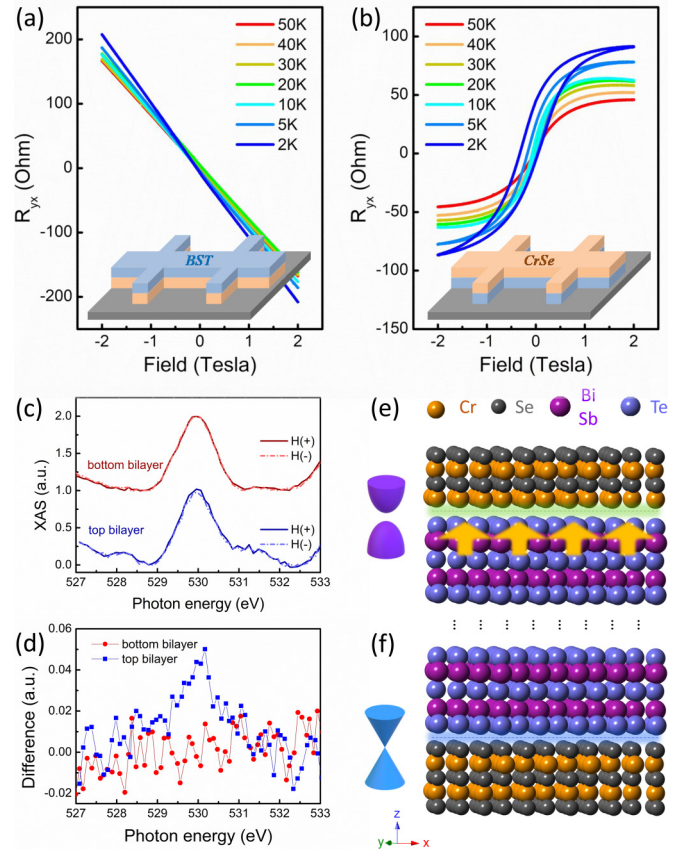 (a)
200
100
0
-100
-200
R_yx (Ohm)
50K
40K
30K
20K
10K
5K
2K
BST
-2 -1 0 1 2
Field (Tesla)
(b)
100
50
0
-50
-100
-150
R_yx (Ohm)
50K
40K
30K
20K
10K
5K
2K
CrSe
-2 -1 0 1 2
Field (Tesla)
(c)
2.0
1.5
1.0
0.5
0.0
XAS (a.u.)
H(+)
H(-)
bottom bilayer
H(+)
H(-)
top bilayer
527 528 529 530 531 532 533
Photon energy (eV)
(d)
0.06
0.04
0.02
0.00
-0.02
Difference (a.u.)
bottom bilayer
top bilayer
527 528 529 530 531 532 533
Photon energy (eV)
(e)
Cr Se Bi Te
Sb
(f)
z
y x